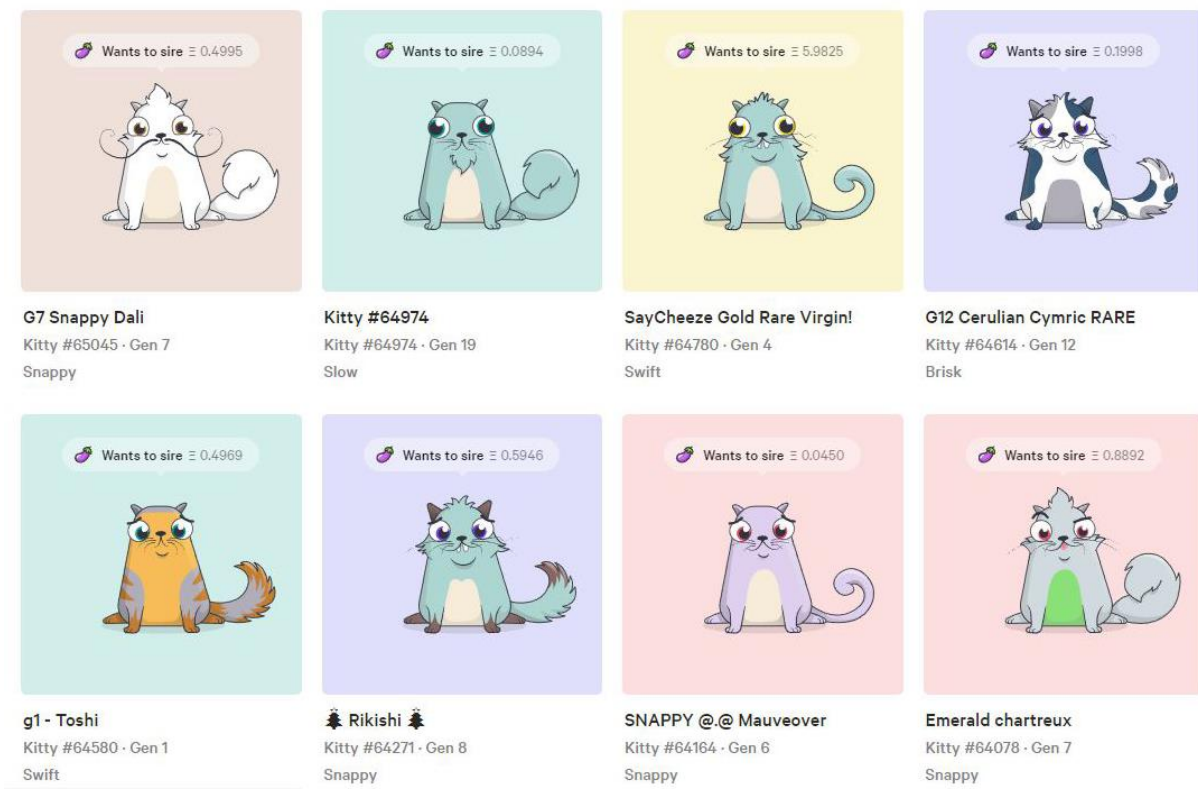 Wants to sire Ξ 0.4995
Wants to sire Ξ 0.0894
Wants to sire Ξ 5.9825
Wants to sire Ξ 0.1998
G7 Snappy Dali
Kitty #65045 · Gen 7
Snappy
Kitty #64974
Kitty #64974 · Gen 19
Slow
SayCheeze Gold Rare Virgin!
Kitty #64780 · Gen 4
Swift
G12 Cerulian Cymric RARE
Kitty #64614 · Gen 12
Brisk
Wants to sire Ξ 0.4969
Wants to sire Ξ 0.5946
Wants to sire Ξ 0.0450
Wants to sire Ξ 0.8892
g1 - Toshi
Kitty #64580 · Gen 1
Swift
Rikishi
Kitty #64271 · Gen 8
Snappy
SNAPPY @.@ Mauveover
Kitty #64164 · Gen 6
Snappy
Emerald chartreux
Kitty #64078 · Gen 7
Snappy